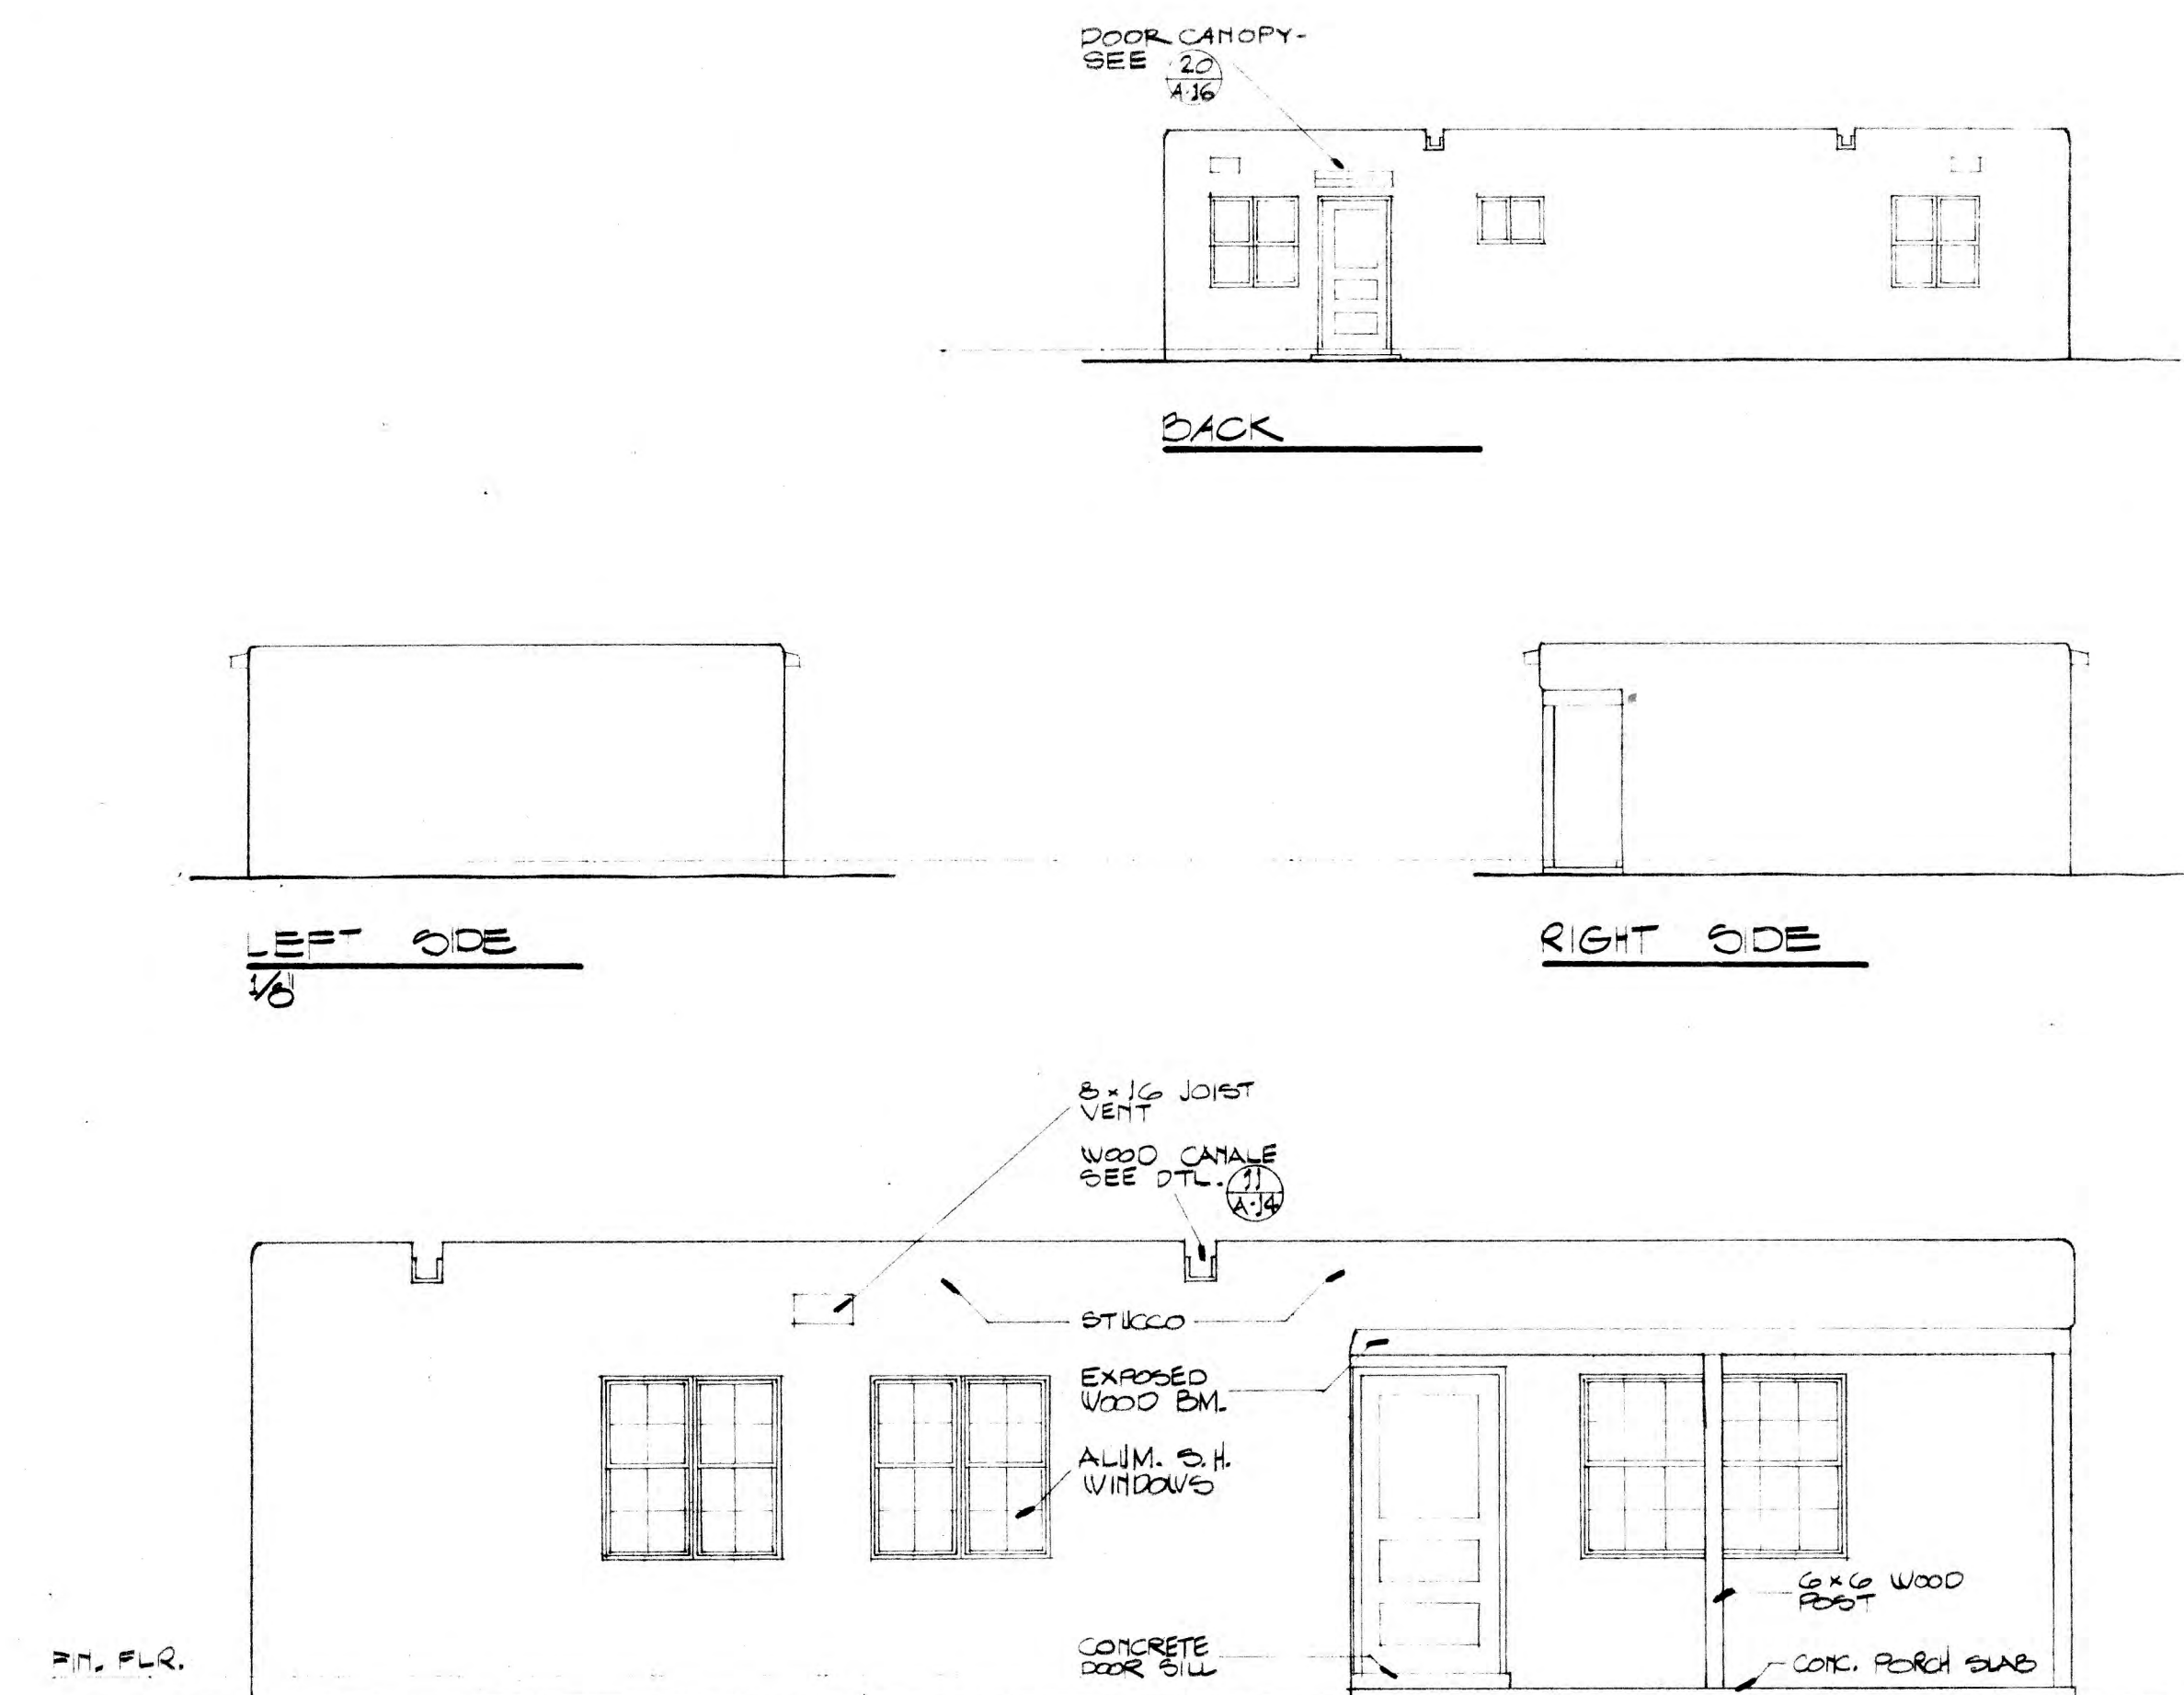 DOOR CANOPY-
SEE 20
A·16
BACK
LEFT SIDE
1/8"
RIGHT SIDE
8 x 16 JOIST
VENT
WOOD CANALE
SEE DTL. 11
A·14
STUCCO
EXPOSED
WOOD BM.
ALUM. S.H.
WINDOWS
6 x 6 WOOD
POST
FIN. FLR.
CONCRETE
DOOR SILL
CONC. PORCH SLAB